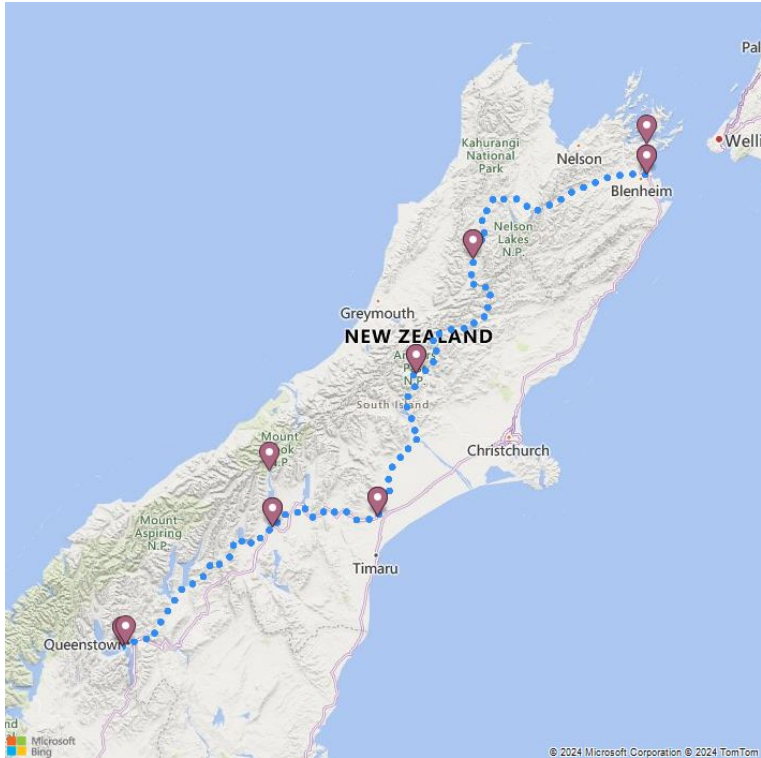 Pal
Welli
Kahurangi
National
Park
Nelson
Blenheim
Nelson
Lakes
N.P.
Greymouth
NEW ZEALAND
N.P.
South Island
Christchurch
Mount
N.P.
Mount
Aspiring
N.P.
Timaru
Queenstown
nd
Microsoft
Bing
© 2024 Microsoft Corporation © 2024 TomTom